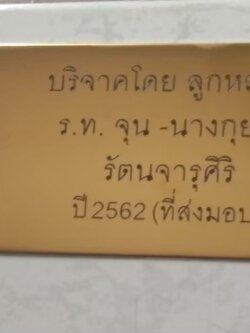 บริจาคโดย ลูกห
ร.ท. จุน -นางกุย
รัตนจารุศิริ
ปี2562 (ที่ส่งมอบ